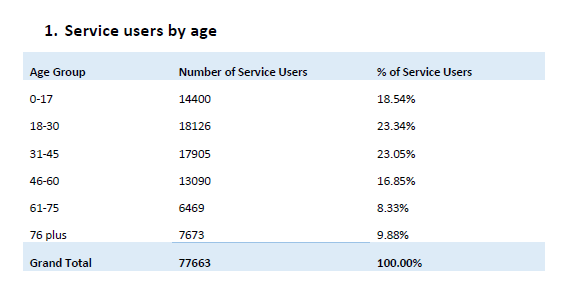 1. Service users by age
Age Group Number of Service Users % of Service Users
0-17 14400 18.54%
18-30 18126 23.34%
31-45 17905 23.05%
46-60 13090 16.85%
61-75 6469 8.33%
76 plus 7673 9.88%
Grand Total 77663 100.00%